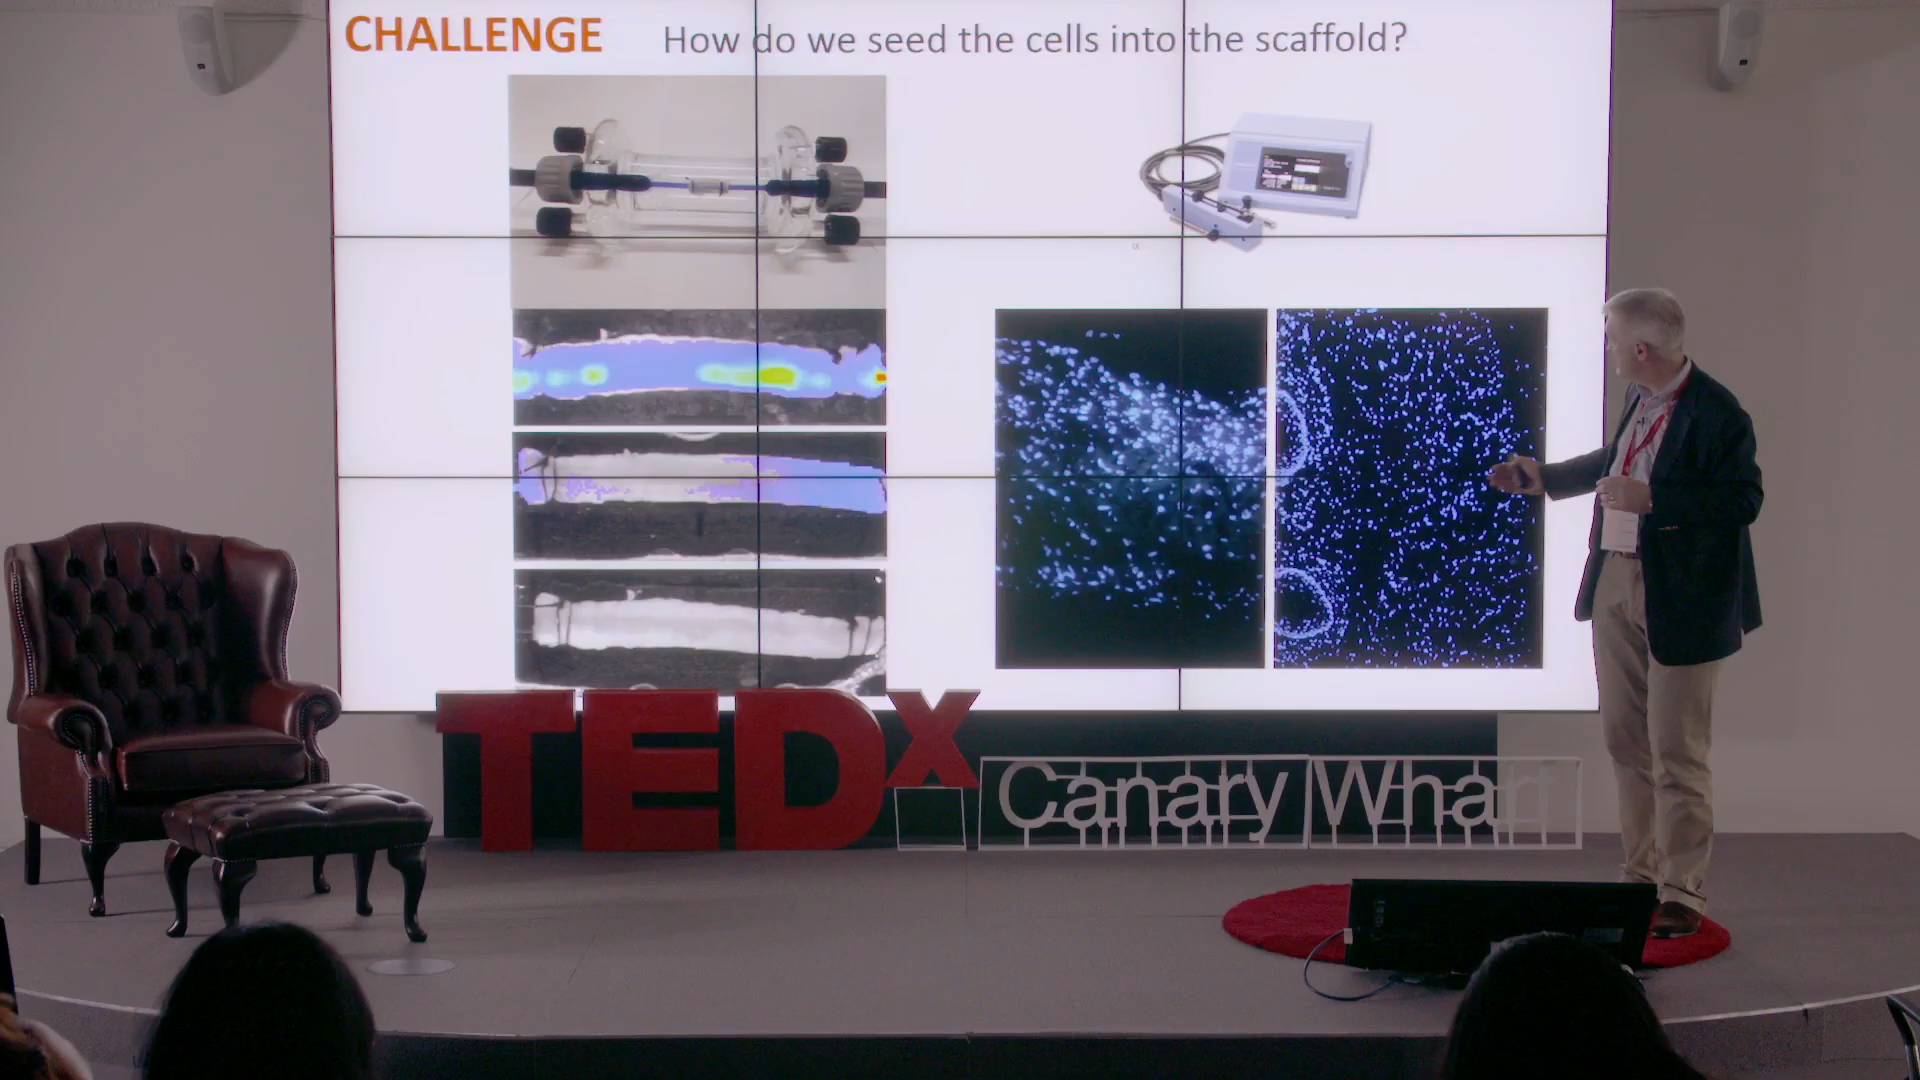 CHALLENGE How do we seed the cells into the scaffold?
TEDx
Canary Wharf